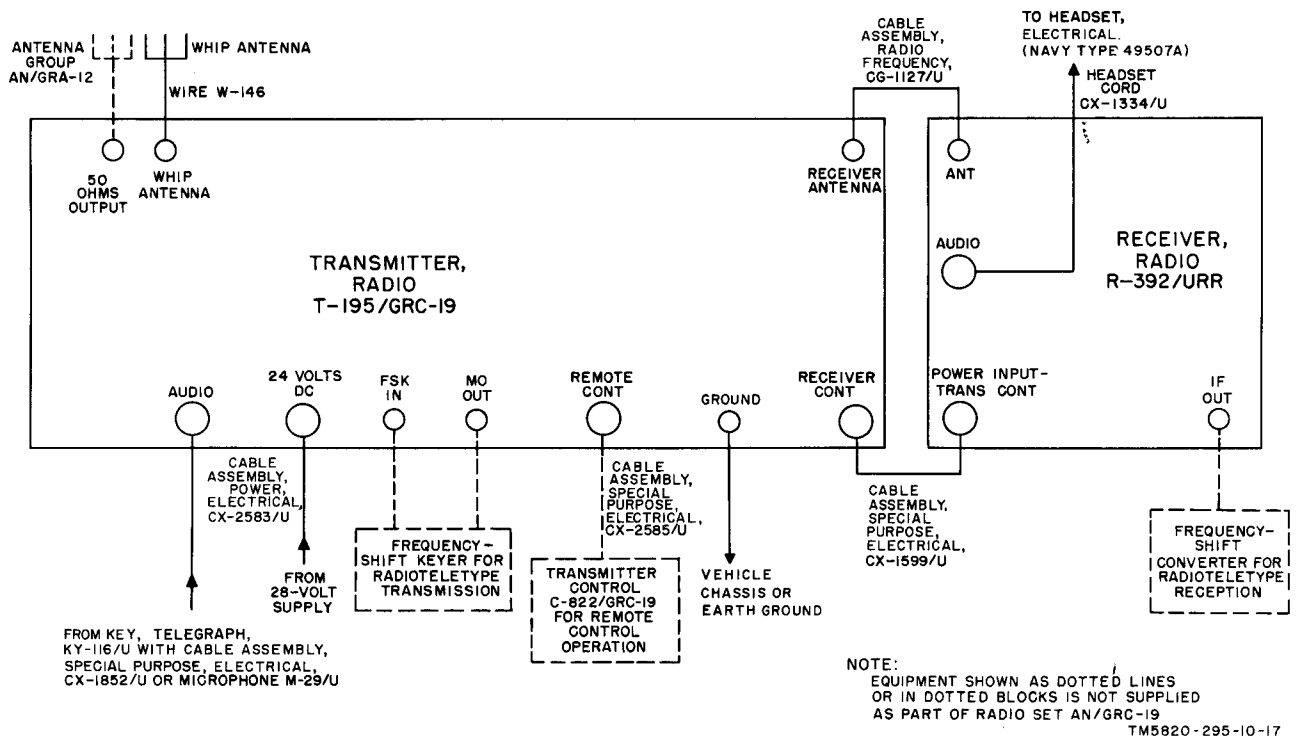 ANTENNA
GROUP
AN/GRA-12
WHIP ANTENNA
WIRE W-146
CABLE
ASSEMBLY,
RADIO
FREQUENCY,
CG-1127/U
TO HEADSET,
ELECTRICAL.
(NAVY TYPE 49507A)
HEADSET
CORD
CX-1334/U
50
OHMS
OUTPUT
WHIP
ANTENNA
RECEIVER
ANTENNA
ANT
TRANSMITTER,
RADIO
T-195/GRC-19
AUDIO
RECEIVER,
RADIO
R-392/URR
AUDIO
24 VOLTS
DC
FSK
IN
MO
OUT
REMOTE
CONT
GROUND
RECEIVER
CONT
POWER INPUT-
TRANS CONT
IF
OUT
CABLE
ASSEMBLY,
POWER,
ELECTRICAL,
CX-2583/U
FROM
28-VOLT
SUPPLY
FREQUENCY-
SHIFT KEYER FOR
RADIOTELETYPE
TRANSMISSION
CABLE
ASSEMBLY,
SPECIAL
PURPOSE,
ELECTRICAL,
CX-2585/U
TRANSMITTER
CONTROL
C-822/GRC-19
FOR REMOTE
CONTROL
OPERATION
VEHICLE
CHASSIS OR
EARTH GROUND
CABLE
ASSEMBLY,
SPECIAL
PURPOSE,
ELECTRICAL,
CX-1599/U
FREQUENCY-
SHIFT
CONVERTER FOR
RADIOTELETYPE
RECEPTION
FROM KEY, TELEGRAPH,
KY-116/U WITH CABLE ASSEMBLY,
SPECIAL PURPOSE, ELECTRICAL,
CX-1852/U OR MICROPHONE M-29/U
NOTE:
EQUIPMENT SHOWN AS DOTTED LINES
OR IN DOTTED BLOCKS IS NOT SUPPLIED
AS PART OF RADIO SET AN/GRC-19
TM5820-295-10-17